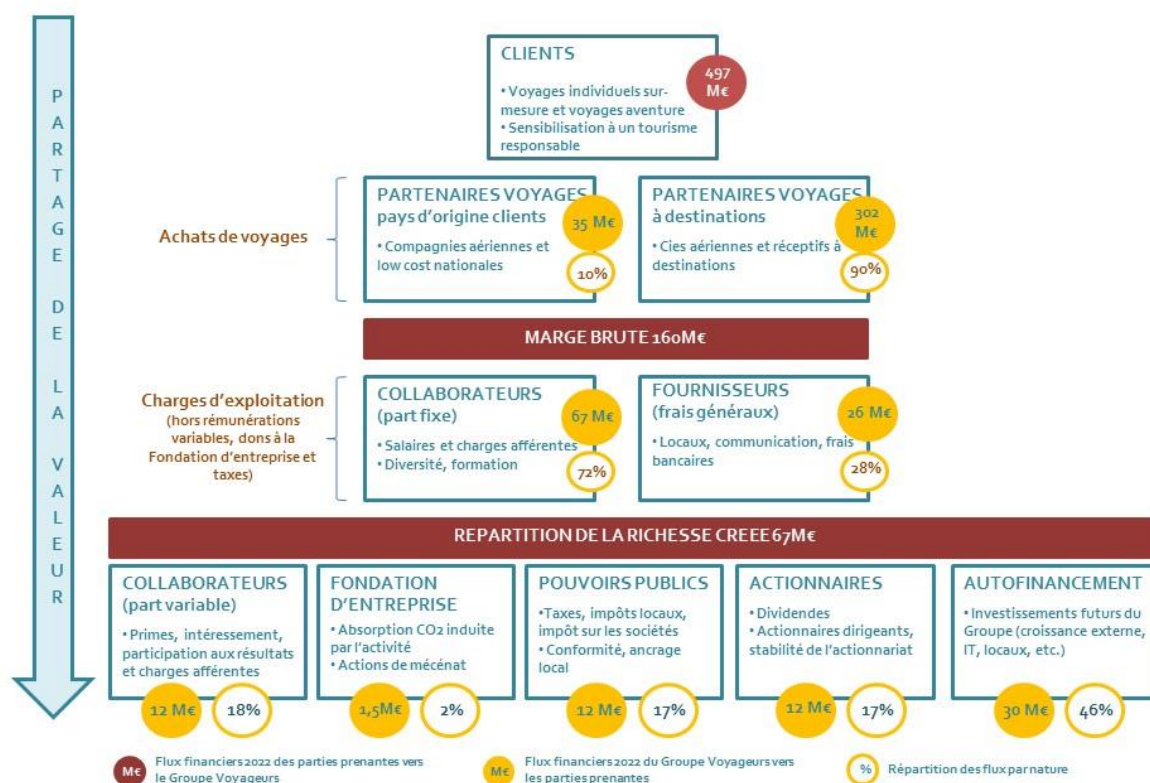 PARTAGE DE LA VALEUR
CLIENTS
497
M€
• Voyages individuels sur-
mesure et voyages aventure
• Sensibilisation à un tourisme
responsable
Achats de voyages
PARTENAIRES VOYAGES
pays d'origine clients
35 M€
• Compagnies aériennes et
low cost nationales
10%
PARTENAIRES VOYAGES
à destinations
302
M€
• Cies aériennes et réceptifs à
destinations
90%
MARGE BRUTE 160M€
Charges d'exploitation
(hors rémunérations
variables, dons à la
Fondation d'entreprise et
taxes)
COLLABORATEURS
(part fixe)
67 M€
• Salaires et charges afférentes
• Diversité, formation
72%
FOURNISSEURS
(frais généraux)
26 M€
• Locaux, communication, frais
bancaires
28%
REPARTITION DE LA RICHESSE CREEE 67M€
COLLABORATEURS
(part variable)
• Primes, intéressement,
participation aux résultats
et charges afférentes
12 M€
18%
FONDATION
D'ENTREPRISE
• Absorption CO2 induite
par l'activité
• Actions de mécénat
1,5M€
2%
POUVOIRS PUBLICS
•Taxes, impôts locaux,
impôt sur les sociétés
• Conformité, ancrage
local
12 M€
17%
ACTIONNAIRES
• Dividendes
• Actionnaires dirigeants,
stabilité de l'actionnariat
12 M€
17%
AUTOFINANCEMENT
• Investissements futurs du
Groupe (croissance externe,
IT, locaux, etc.)
30 M€
46%
M€
Flux financiers 2022 des parties prenantes vers
le Groupe Voyageurs
M€
Flux financiers 2022 du Groupe Voyageurs vers
les parties prenantes
%
Répartition des flux par nature